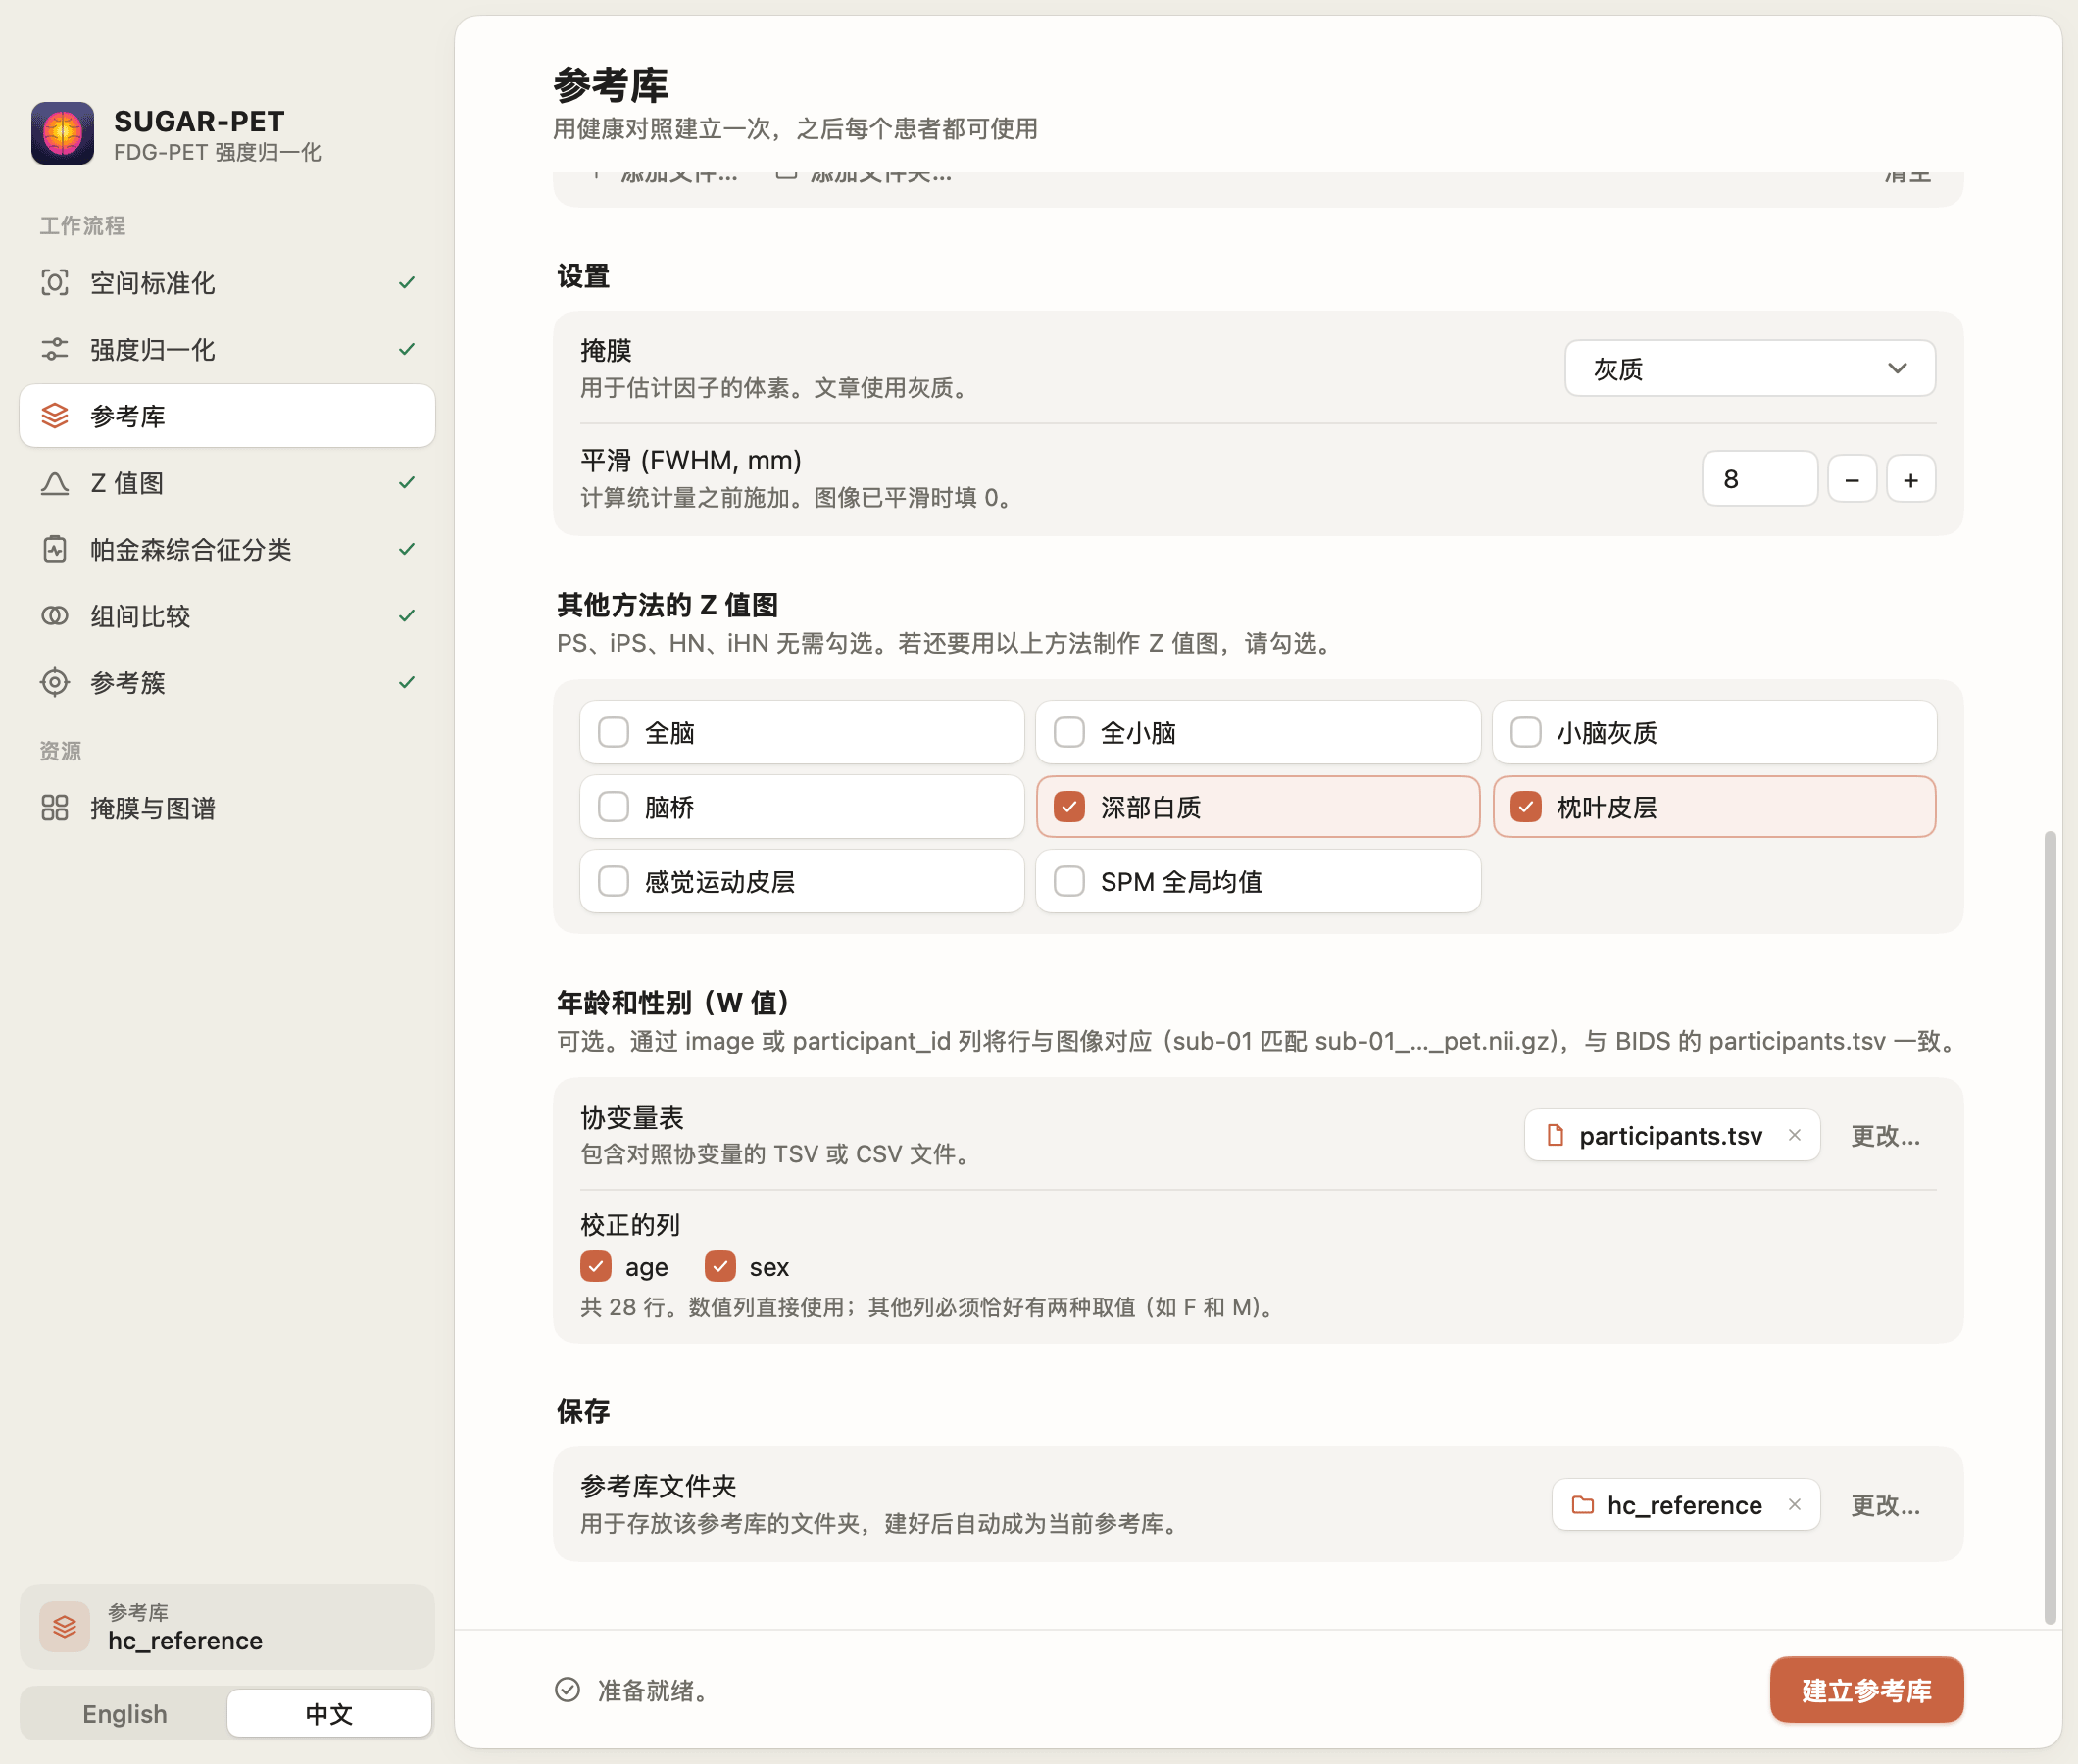 SUGAR-PET
FDG-PET 强度归一化
工作流程
空间标准化
强度归一化
参考库
Z 值图
帕金森综合征分类
组间比较
参考簇
资源
掩膜与图谱
参考库
hc_reference
English
中文
参考库
用健康对照建立一次，之后每个患者都可使用
添加文件... 添加文件夹... 清空
设置
掩膜
用于估计因子的体素。文章使用灰质。
灰质
平滑 (FWHM, mm)
计算统计量之前施加。图像已平滑时填 0。
8 − +
其他方法的 Z 值图
PS、iPS、HN、iHN 无需勾选。若还要用以上方法制作 Z 值图，请勾选。
全脑 全小脑 小脑灰质
脑桥 深部白质 枕叶皮层
感觉运动皮层 SPM 全局均值
年龄和性别（W 值）
可选。通过 image 或 participant_id 列将行与图像对应（sub-01 匹配 sub-01_..._pet.nii.gz），与 BIDS 的 participants.tsv 一致。
协变量表
包含对照协变量的 TSV 或 CSV 文件。
participants.tsv × 更改...
校正的列
age sex
共 28 行。数值列直接使用；其他列必须恰好有两种取值（如 F 和 M）。
保存
参考库文件夹
用于存放该参考库的文件夹，建好后自动成为当前参考库。
hc_reference × 更改...
准备就绪。
建立参考库